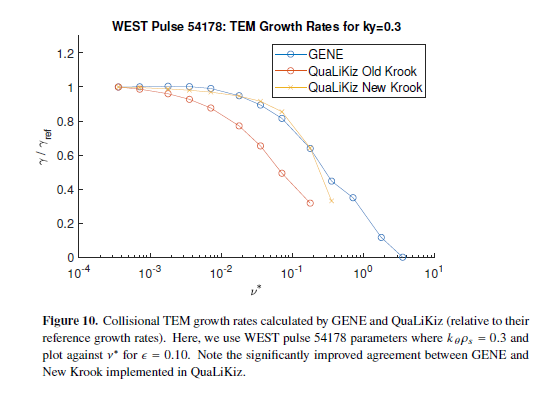 WEST Pulse 54178: TEM Growth Rates for ky=0.3
GENE
QuaLiKiz Old Krook
QuaLiKiz New Krook
γ / γref
1.2
1
0.8
0.6
0.4
0.2
0
10-4
10-3
10-2
10-1
100
101
ν*
Figure 10. Collisional TEM growth rates calculated by GENE and QuaLiKiz (relative to their
reference growth rates). Here, we use WEST pulse 54178 parameters where kθρs = 0.3 and
plot against ν* for ϵ = 0.10. Note the significantly improved agreement between GENE and
New Krook implemented in QuaLiKiz.